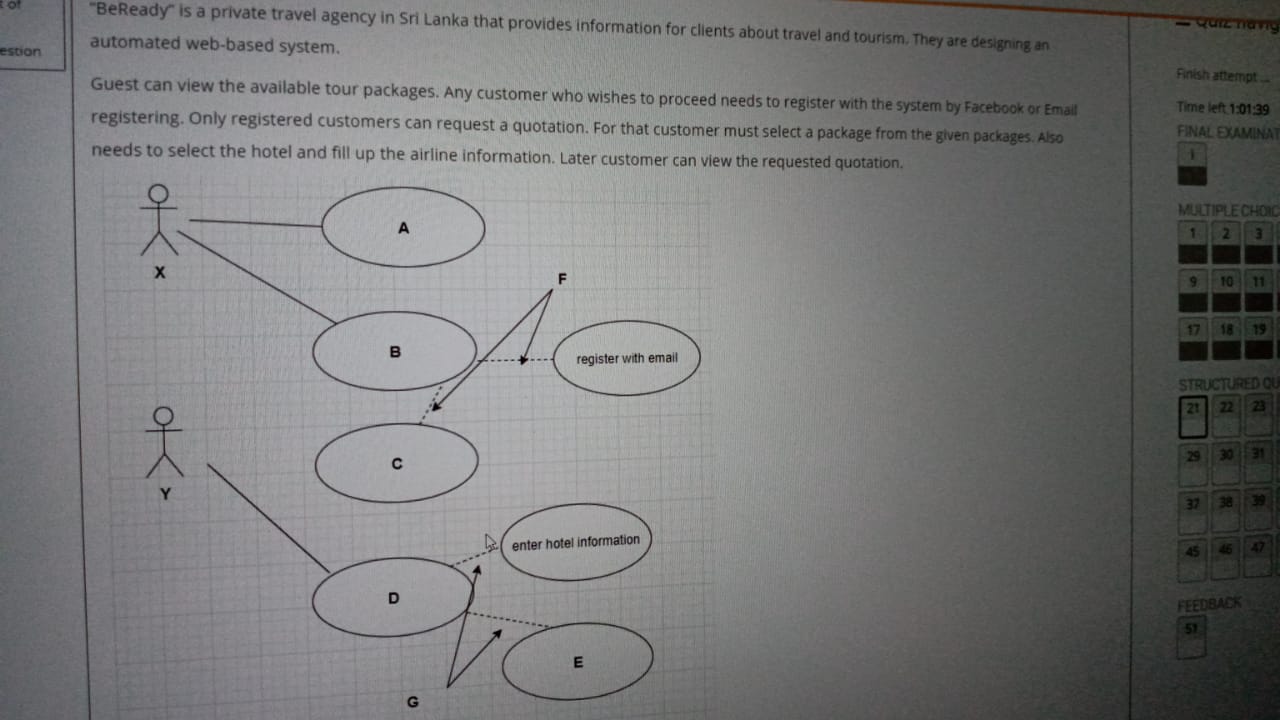 t of
estion
"BeReady" is a private travel agency in Sri Lanka that provides information for clients about travel and tourism. They are designing an
automated web-based system.
Guest can view the available tour packages. Any customer who wishes to proceed needs to register with the system by Facebook or Email
registering. Only registered customers can request a quotation. For that customer must select a package from the given packages. Also
needs to select the hotel and fill up the airline information. Later customer can view the requested quotation.
X
A
F
B
register with email
C
Y
enter hotel information
D
E
G
Quiz navig
Finish attempt ...
Time left 1:01:39
FINAL EXAMINAT
MULTIPLE CHOIC
1 2 3
9 10 11
17 18 19
STRUCTURED QU
21 22 23
29 30 31
37 38 39
45 46 47
FEEDBACK
51